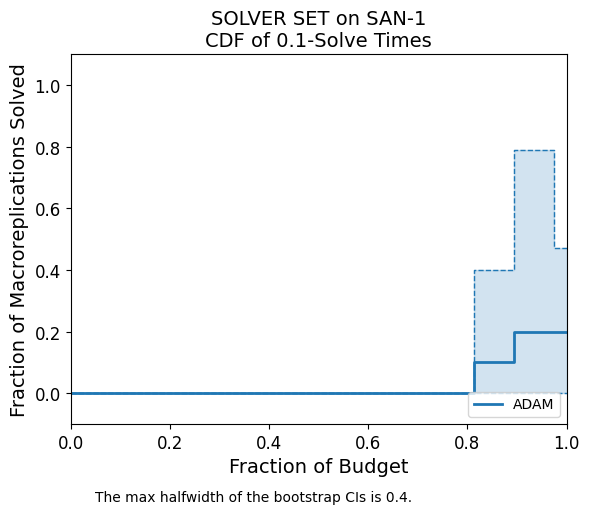 SOLVER SET on SAN-1
CDF of 0.1-Solve Times
Fraction of Macroreplications Solved
1.0
0.8
0.6
0.4
0.2
0.0
ADAM
0.0 0.2 0.4 0.6 0.8 1.0
Fraction of Budget
The max halfwidth of the bootstrap CIs is 0.4.